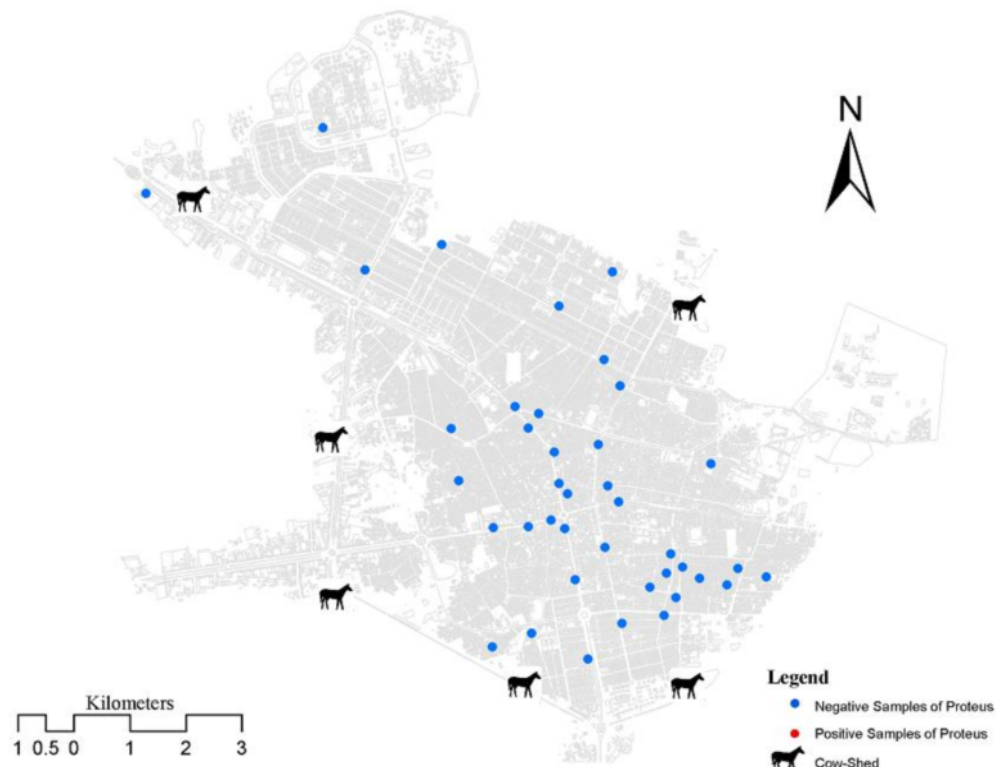 N
Kilometers
1 0.5 0 1 2 3
Legend
Negative Samples of Proteus
Positive Samples of Proteus
Cow-Shed